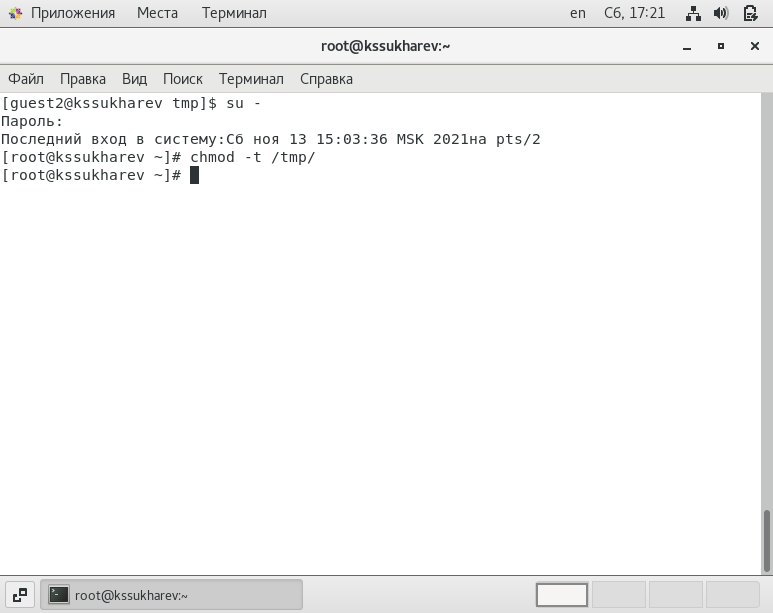 Приложения Места Терминал en Сб, 17:21
root@kssukharev:~
Файл Правка Вид Поиск Терминал Справка
[guest2@kssukharev tmp]$ su -
Пароль:
Последний вход в систему:Сб ноя 13 15:03:36 MSK 2021на pts/2
[root@kssukharev ~]# chmod -t /tmp/
[root@kssukharev ~]#
root@kssukharev:~